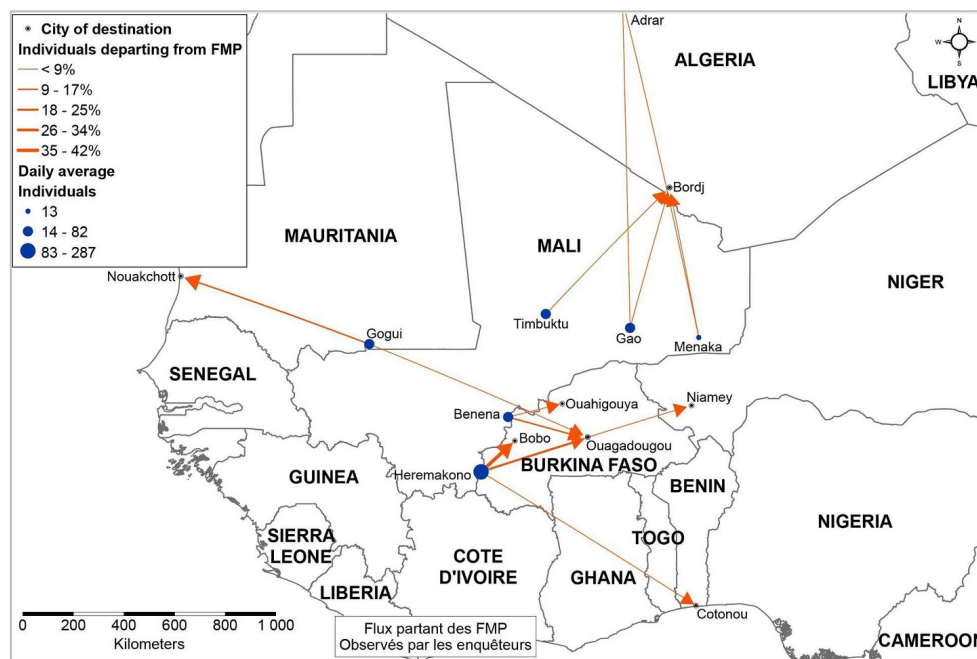 City of destination
Individuals departing from FMP
< 9%
9 - 17%
18 - 25%
26 - 34%
35 - 42%
Daily average
Individuals
13
14 - 82
83 - 287
Adrar
N
W
E
S
ALGERIA
LIBYA
Bordj
MAURITANIA
MALI
NIGER
Nouakchott
Timbuktu
Gao
Menaka
Gogui
SENEGAL
Niamey
Ouahigouya
Benena
Bobo
Ouagadougou
BURKINA FASO
Heremakono
GUINEA
BENIN
NIGERIA
SIERRA
LEONE
TOGO
COTE
D'IVOIRE
GHANA
LIBERIA
Cotonou
0 200 400 600 800 1 000
Kilometers
Flux partant des FMP
Observés par les enquêteurs
CAMEROON